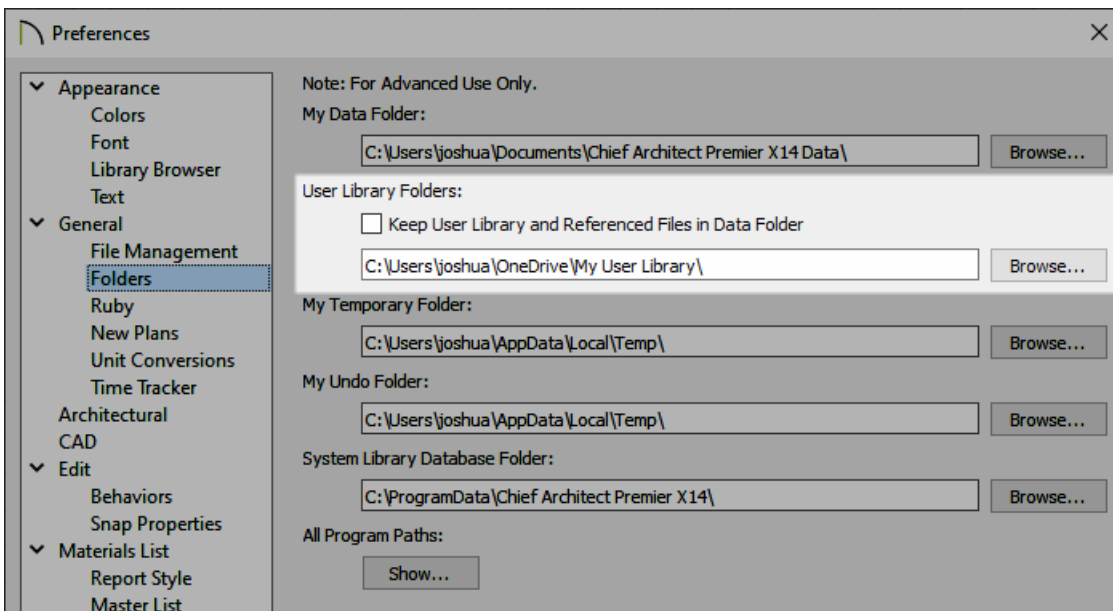 Preferences
Appearance
Colors
Font
Library Browser
Text
General
File Management
Folders
Ruby
New Plans
Unit Conversions
Time Tracker
Architectural
CAD
Edit
Behaviors
Snap Properties
Materials List
Report Style
Master List
Note: For Advanced Use Only.
My Data Folder:
C:\Users\joshua\Documents\Chief Architect Premier X14 Data\
Browse...
User Library Folders:
Keep User Library and Referenced Files in Data Folder
C:\Users\joshua\OneDrive\My User Library\
Browse...
My Temporary Folder:
C:\Users\joshua\AppData\Local\Temp\
Browse...
My Undo Folder:
C:\Users\joshua\AppData\Local\Temp\
Browse...
System Library Database Folder:
C:\ProgramData\Chief Architect Premier X14\
Browse...
All Program Paths:
Show...